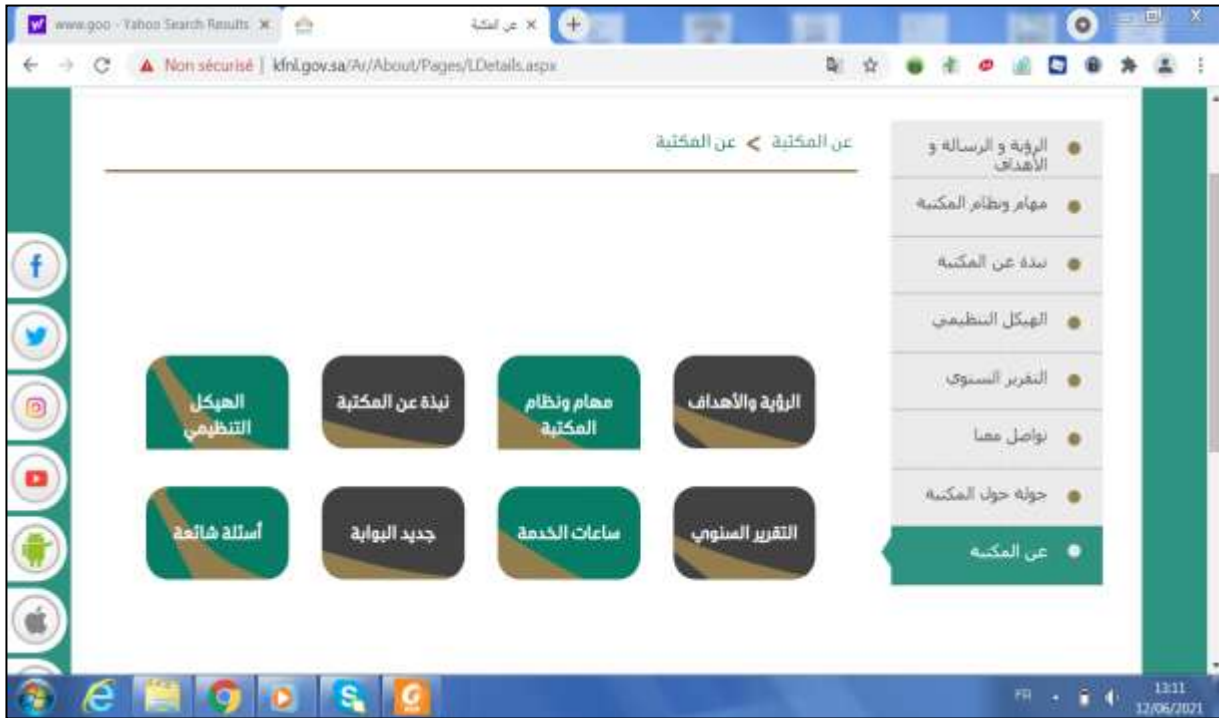 www.goo - Yahoo Search Results
عن المكتبة
Non sécurisé | kfnl.gov.sa/Ar/About/Pages/LDetails.aspx
عن المكتبة > عن المكتبة
الرؤية و الرسالة و
الأهداف
مهام ونظام المكتبة
نبذة عن المكتبة
الهيكل التنظيمي
التقرير السنوي
تواصل معنا
جولة حول المكتبة
عن المكتبة
الرؤية والأهداف
مهام ونظام
المكتبة
نبذة عن المكتبة
الهيكل
التنظيمي
التقرير السنوي
ساعات الخدمة
جديد البوابة
أسئلة شائعة
FR
13:11
12/06/2021